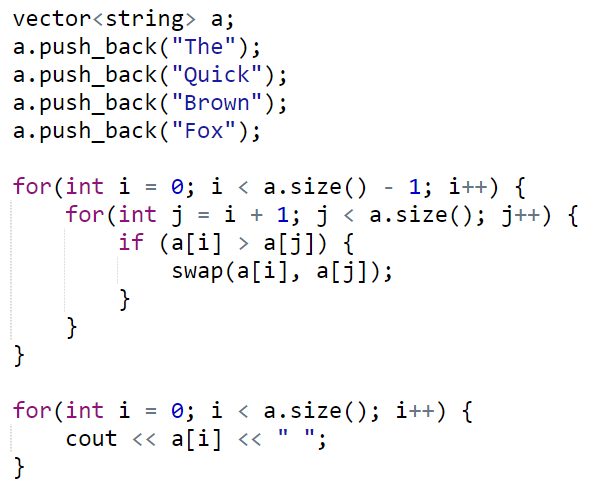 vector<string> a;
a.push_back("The");
a.push_back("Quick");
a.push_back("Brown");
a.push_back("Fox");

for(int i = 0; i < a.size() - 1; i++) {
    for(int j = i + 1; j < a.size(); j++) {
        if (a[i] > a[j]) {
            swap(a[i], a[j]);
        }
    }
}

for(int i = 0; i < a.size(); i++) {
    cout << a[i] << " ";
}